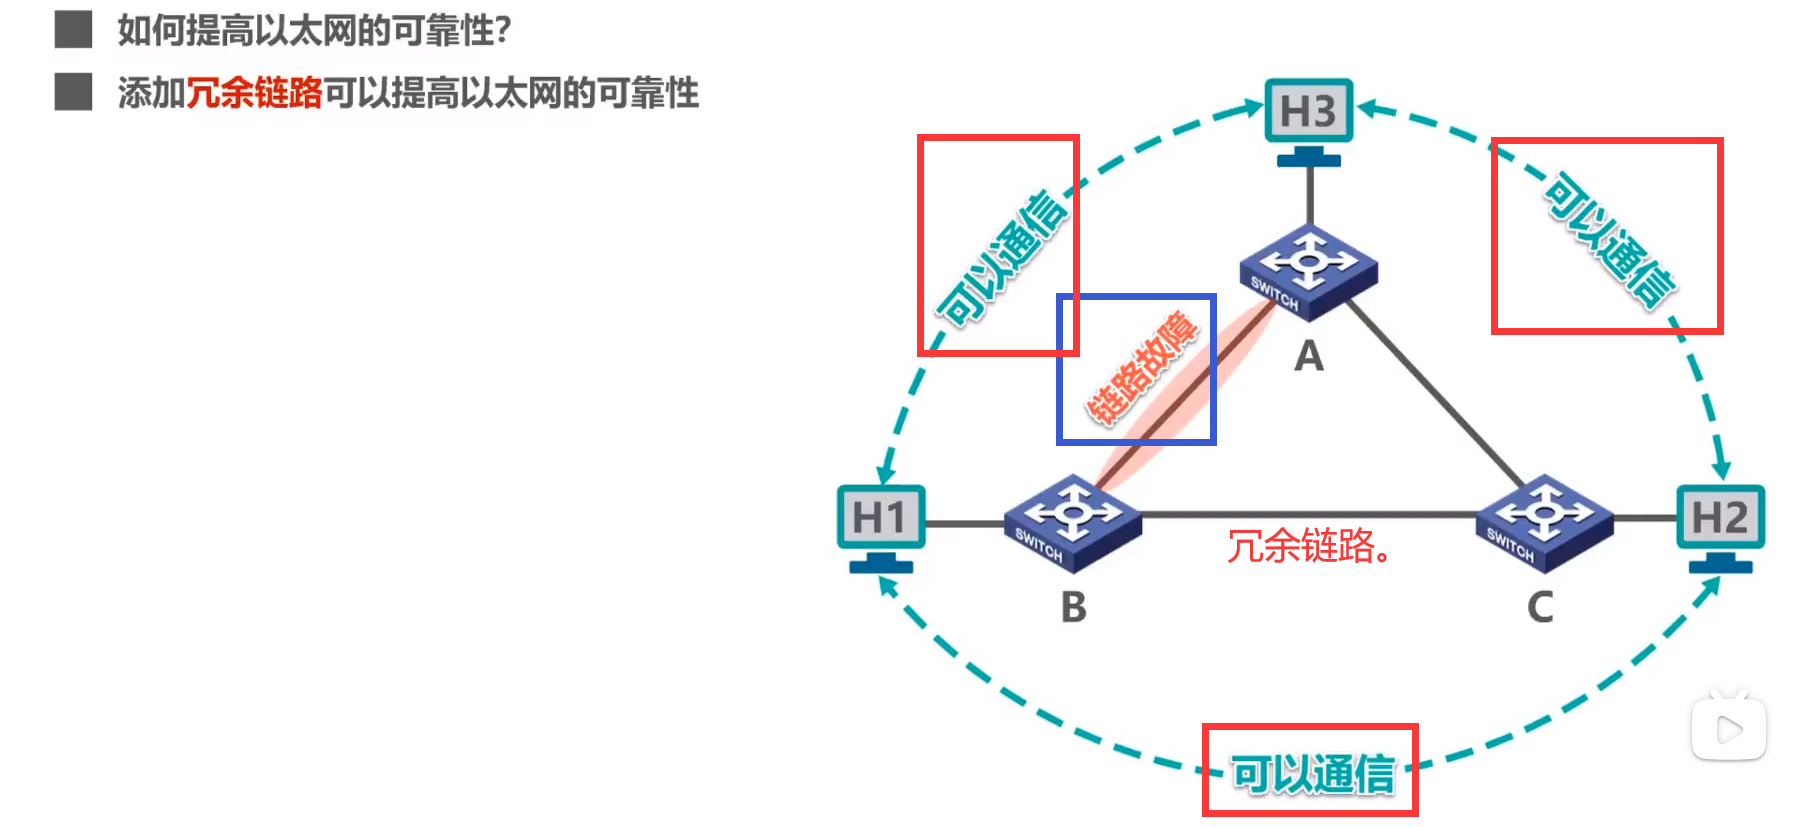 如何提高以太网的可靠性?
添加冗余链路可以提高以太网的可靠性
H3
可以通信
可以通信
SWITCH
A
链路故障
H1
SWITCH
B
冗余链路。
SWITCH
C
H2
可以通信